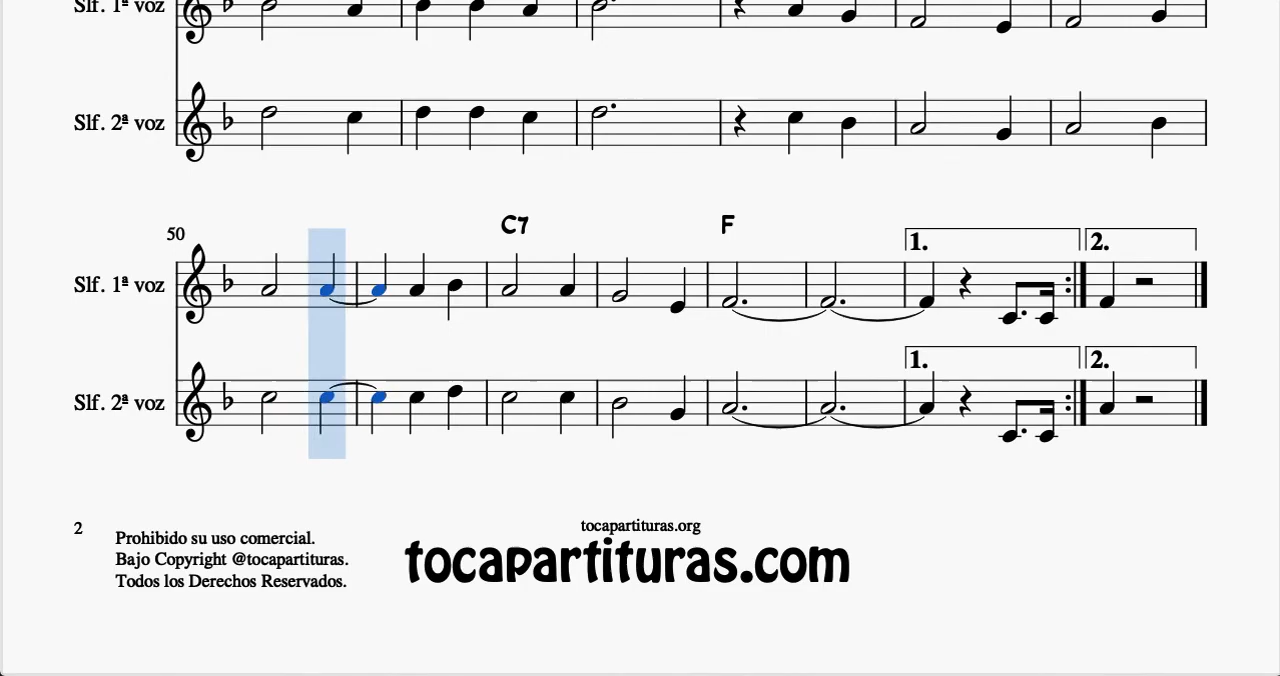 Slf. 1ª voz
Slf. 2ª voz
50
C7 F
1. 2.
Slf. 1ª voz
1. 2.
Slf. 2ª voz
2
Prohibido su uso comercial.
Bajo Copyright @tocapartituras.
Todos los Derechos Reservados.
tocapartituras.org
tocapartituras.com